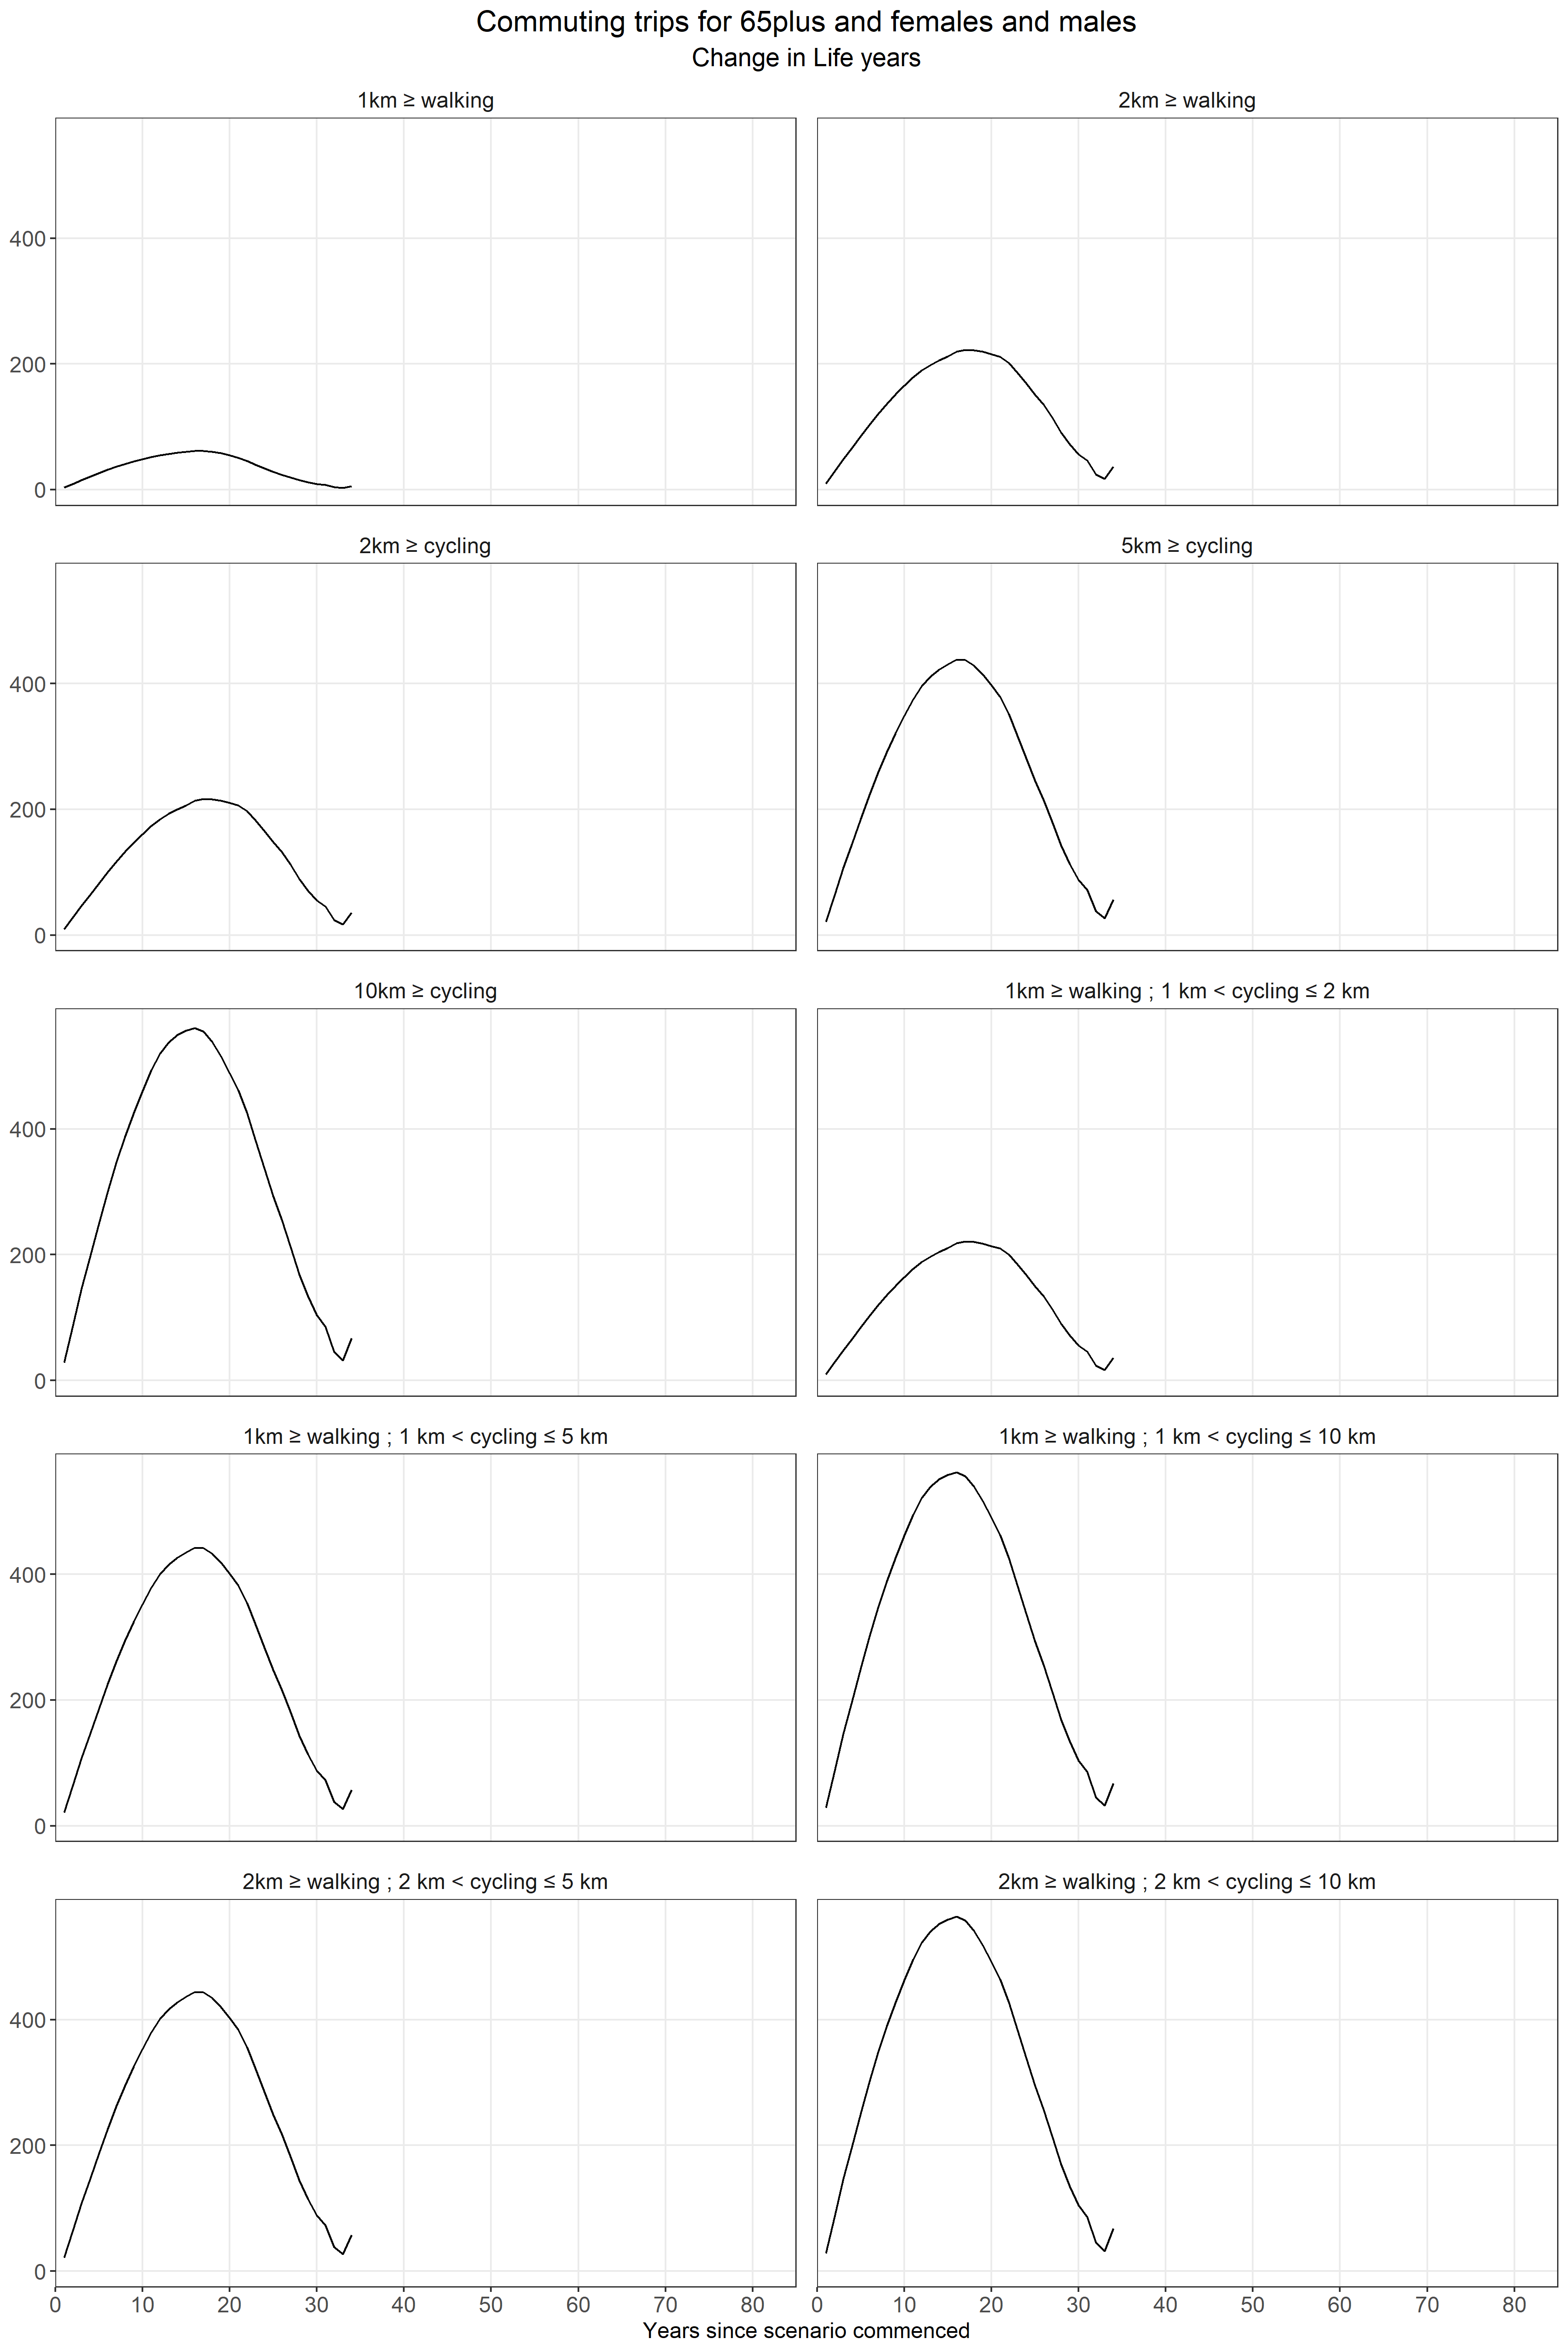 Commuting trips for 65plus and females and males
Change in Life years
1km ≥ walking
2km ≥ walking
400
200
0
2km ≥ cycling
5km ≥ cycling
400
200
0
10km ≥ cycling
1km ≥ walking ; 1 km < cycling ≤ 2 km
400
200
0
1km ≥ walking ; 1 km < cycling ≤ 5 km
1km ≥ walking ; 1 km < cycling ≤ 10 km
400
200
0
2km ≥ walking ; 2 km < cycling ≤ 5 km
2km ≥ walking ; 2 km < cycling ≤ 10 km
400
200
0
0 10 20 30 40 50 60 70 80
0 10 20 30 40 50 60 70 80
Years since scenario commenced